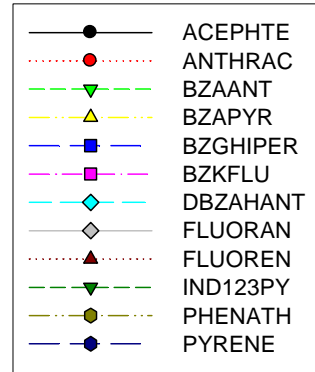 ACEPHTE
ANTHRAC
BZAANT
BZAPYR
BZGHIPER
BZKFLU
DBZAHANT
FLUORAN
FLUOREN
IND123PY
PHENATH
PYRENE